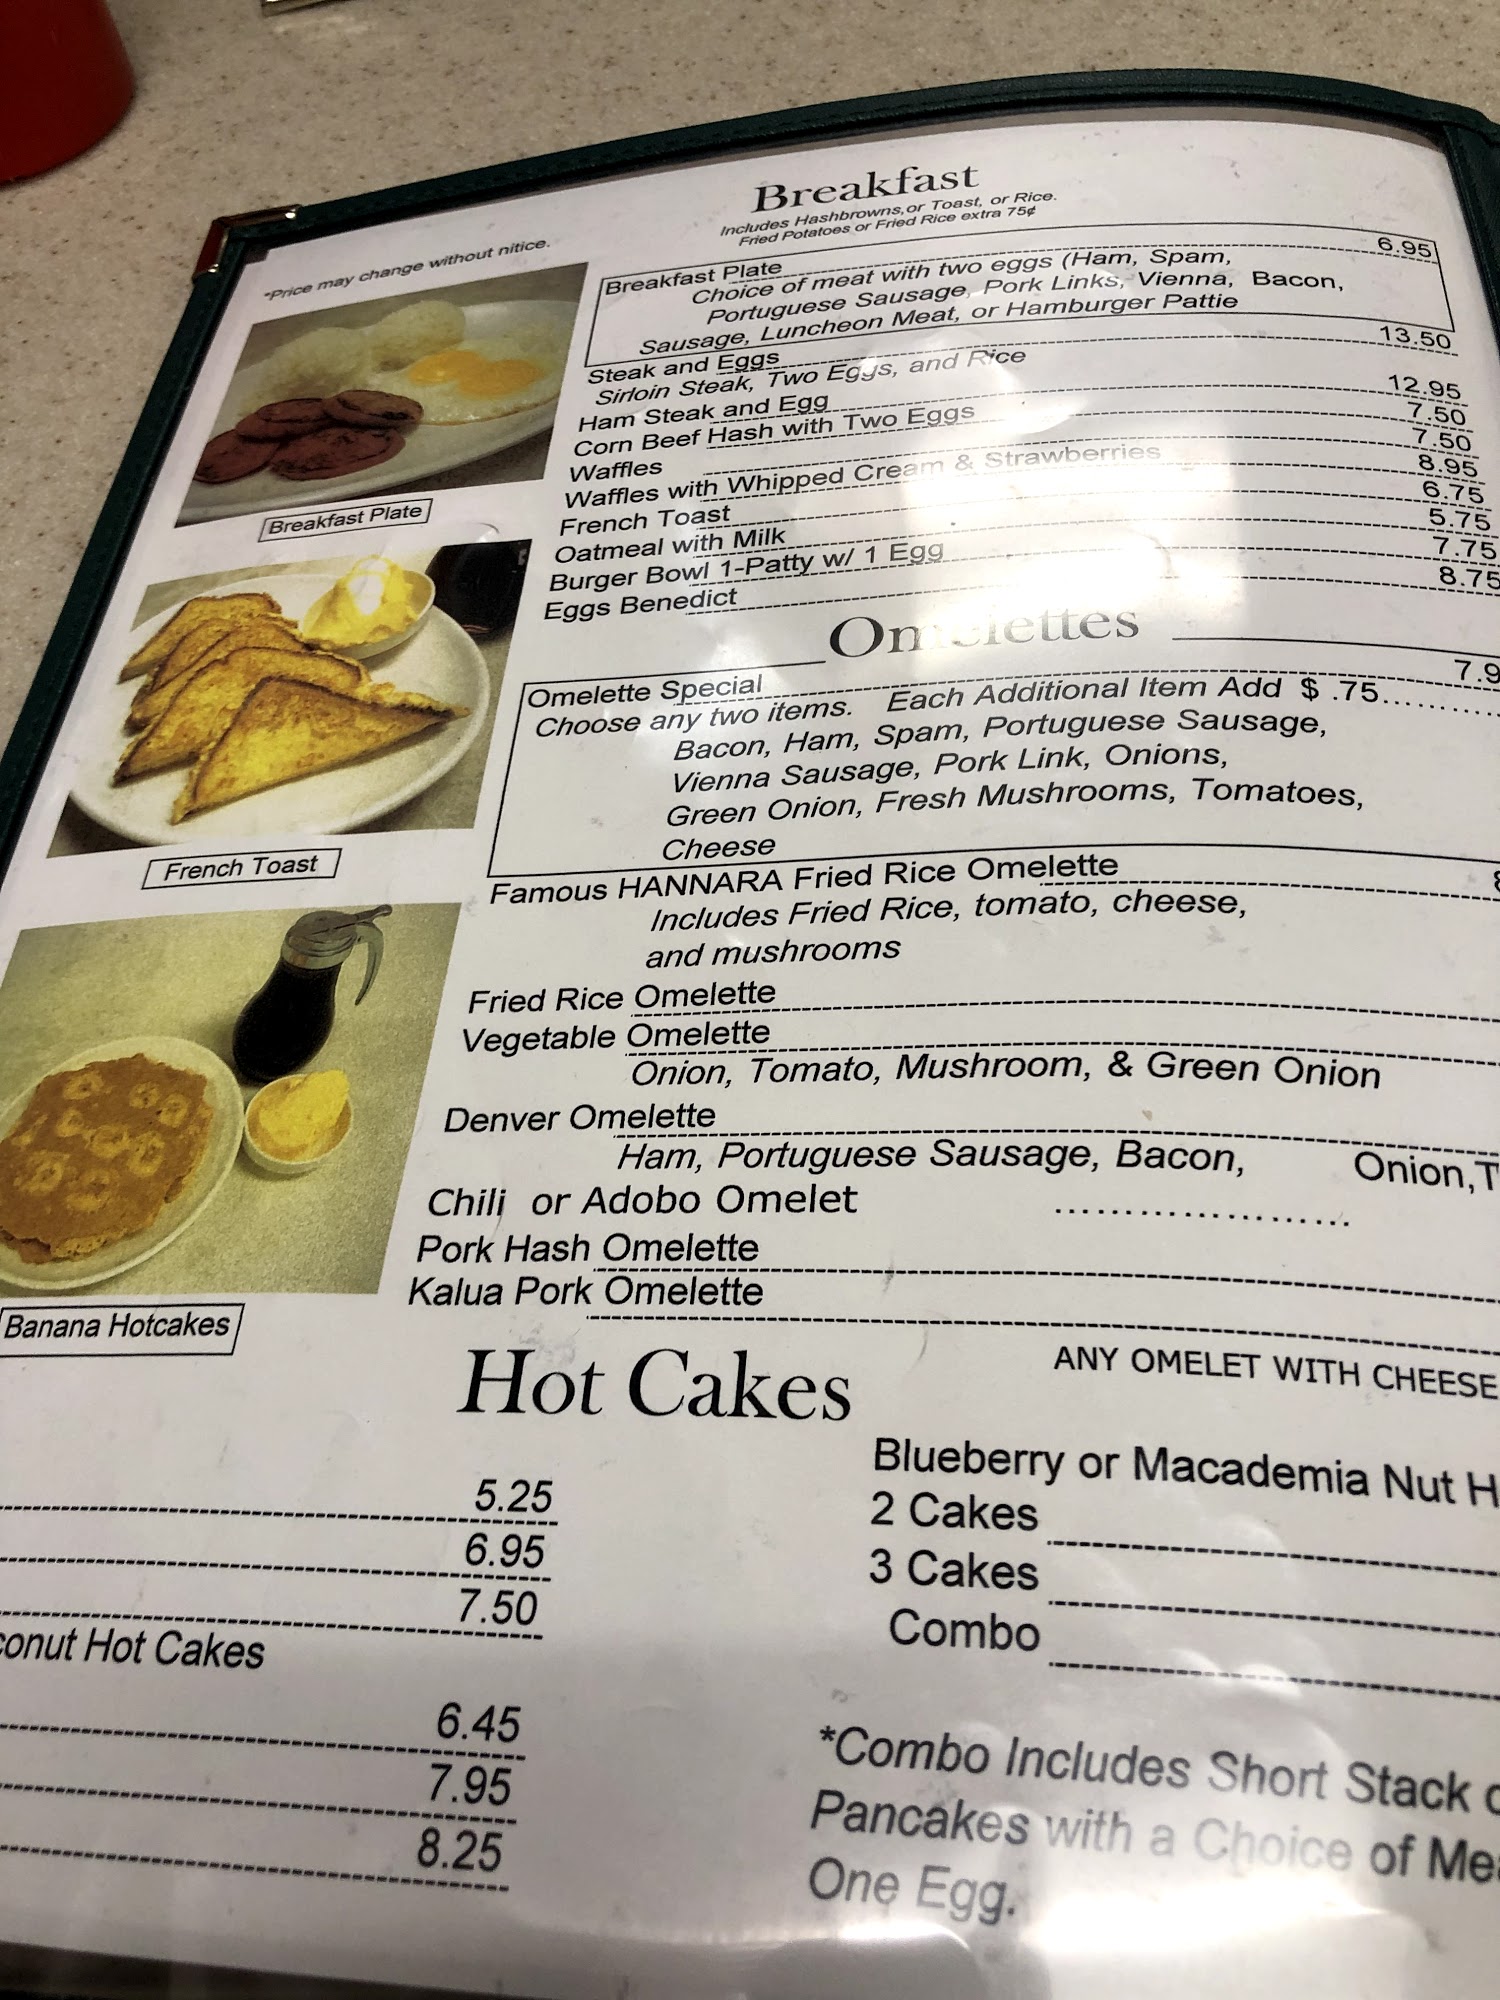 Breakfast
Includes Hashbrowns, or Toast, or Rice.
Fried Potatoes or Fried Rice extra 75¢
*Price may change without nitice.
Breakfast Plate 6.95
Choice of meat with two eggs (Ham, Spam,
Portuguese Sausage, Pork Links, Vienna, Bacon,
Sausage, Luncheon Meat, or Hamburger Pattie
Steak and Eggs 13.50
Sirloin Steak, Two Eggs, and Rice
Ham Steak and Egg 12.95
Corn Beef Hash with Two Eggs 7.50
Waffles 7.50
Waffles with Whipped Cream & Strawberries 8.95
French Toast 6.75
Oatmeal with Milk 5.75
Burger Bowl 1-Patty w/ 1 Egg 7.75
Eggs Benedict 8.75
Breakfast Plate
French Toast
Banana Hotcakes
Omelettes
Omelette Special 7.9
Choose any two items. Each Additional Item Add $ .75..........
Bacon, Ham, Spam, Portuguese Sausage,
Vienna Sausage, Pork Link, Onions,
Green Onion, Fresh Mushrooms, Tomatoes,
Cheese
Famous HANNARA Fried Rice Omelette
Includes Fried Rice, tomato, cheese,
and mushrooms
Fried Rice Omelette
Vegetable Omelette
Onion, Tomato, Mushroom, & Green Onion
Denver Omelette
Ham, Portuguese Sausage, Bacon, Onion,T
Chili or Adobo Omelet .....................
Pork Hash Omelette
Kalua Pork Omelette
ANY OMELET WITH CHEESE
Hot Cakes
5.25
6.95
7.50
conut Hot Cakes
6.45
7.95
8.25
Blueberry or Macademia Nut H
2 Cakes
3 Cakes
Combo
*Combo Includes Short Stack o
Pancakes with a Choice of Mea
One Egg.